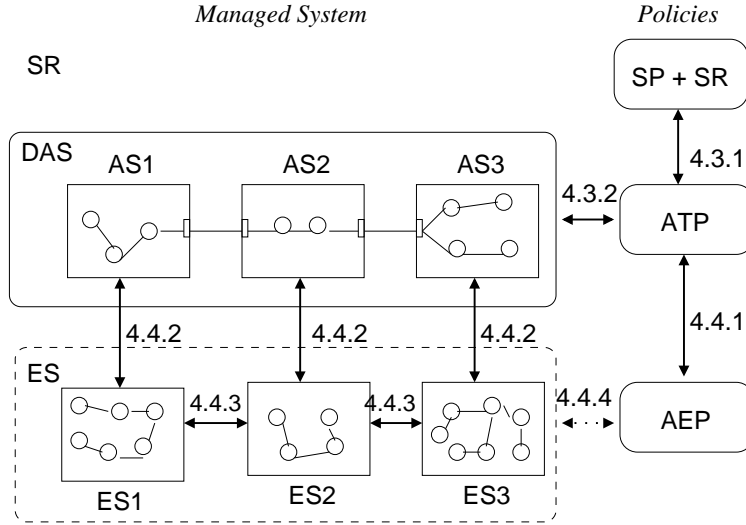 Managed System
Policies
SR
SP + SR
DAS
AS1
AS2
AS3
4.3.1
4.3.2
ATP
4.4.2
4.4.2
4.4.2
4.4.1
ES
4.4.3
4.4.3
4.4.4
AEP
ES1
ES2
ES3